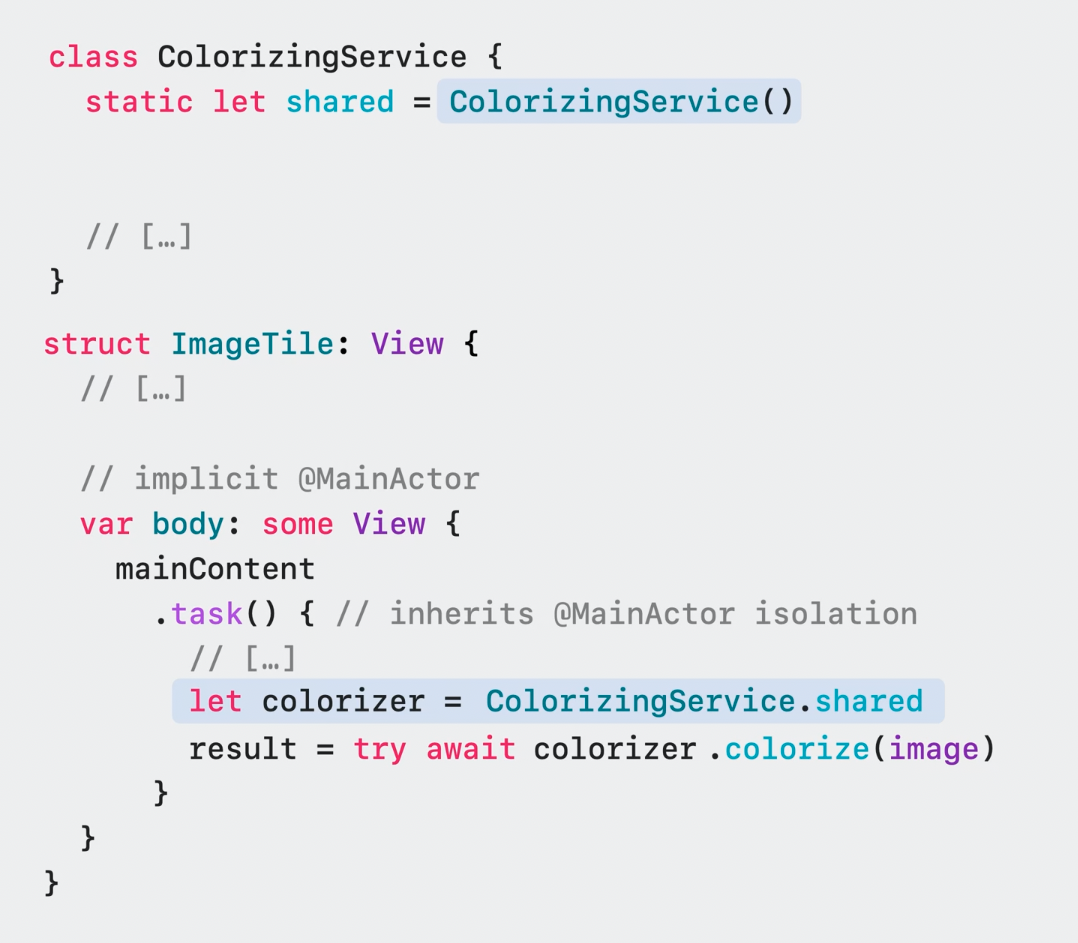 class ColorizingService {
static let shared = ColorizingService()
// […]
}
struct ImageTile: View {
// […]
// implicit @MainActor
var body: some View {
mainContent
.task() { // inherits @MainActor isolation
// […]
let colorizer = ColorizingService.shared
result = try await colorizer .colorize(image)
}
}
}